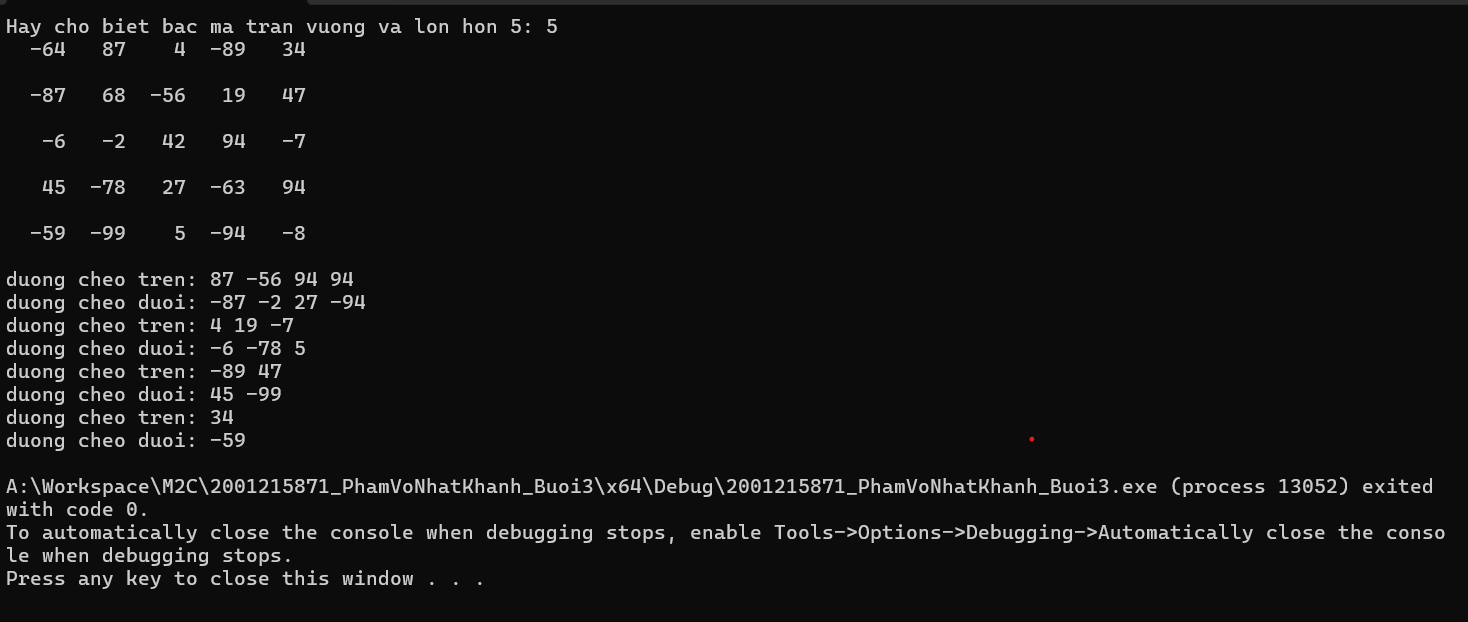 Hay cho biet bac ma tran vuong va lon hon 5: 5
-64 87 4 -89 34
-87 68 -56 19 47
-6 -2 42 94 -7
45 -78 27 -63 94
-59 -99 5 -94 -8
duong cheo tren: 87 -56 94 94
duong cheo duoi: -87 -2 27 -94
duong cheo tren: 4 19 -7
duong cheo duoi: -6 -78 5
duong cheo tren: -89 47
duong cheo duoi: 45 -99
duong cheo tren: 34
duong cheo duoi: -59
A:\Workspace\M2C\2001215871_PhamVoNhatKhanh_Buoi3\x64\Debug\2001215871_PhamVoNhatKhanh_Buoi3.exe (process 13052) exited
with code 0.
To automatically close the console when debugging stops, enable Tools->Options->Debugging->Automatically close the conso
le when debugging stops.
Press any key to close this window . . .